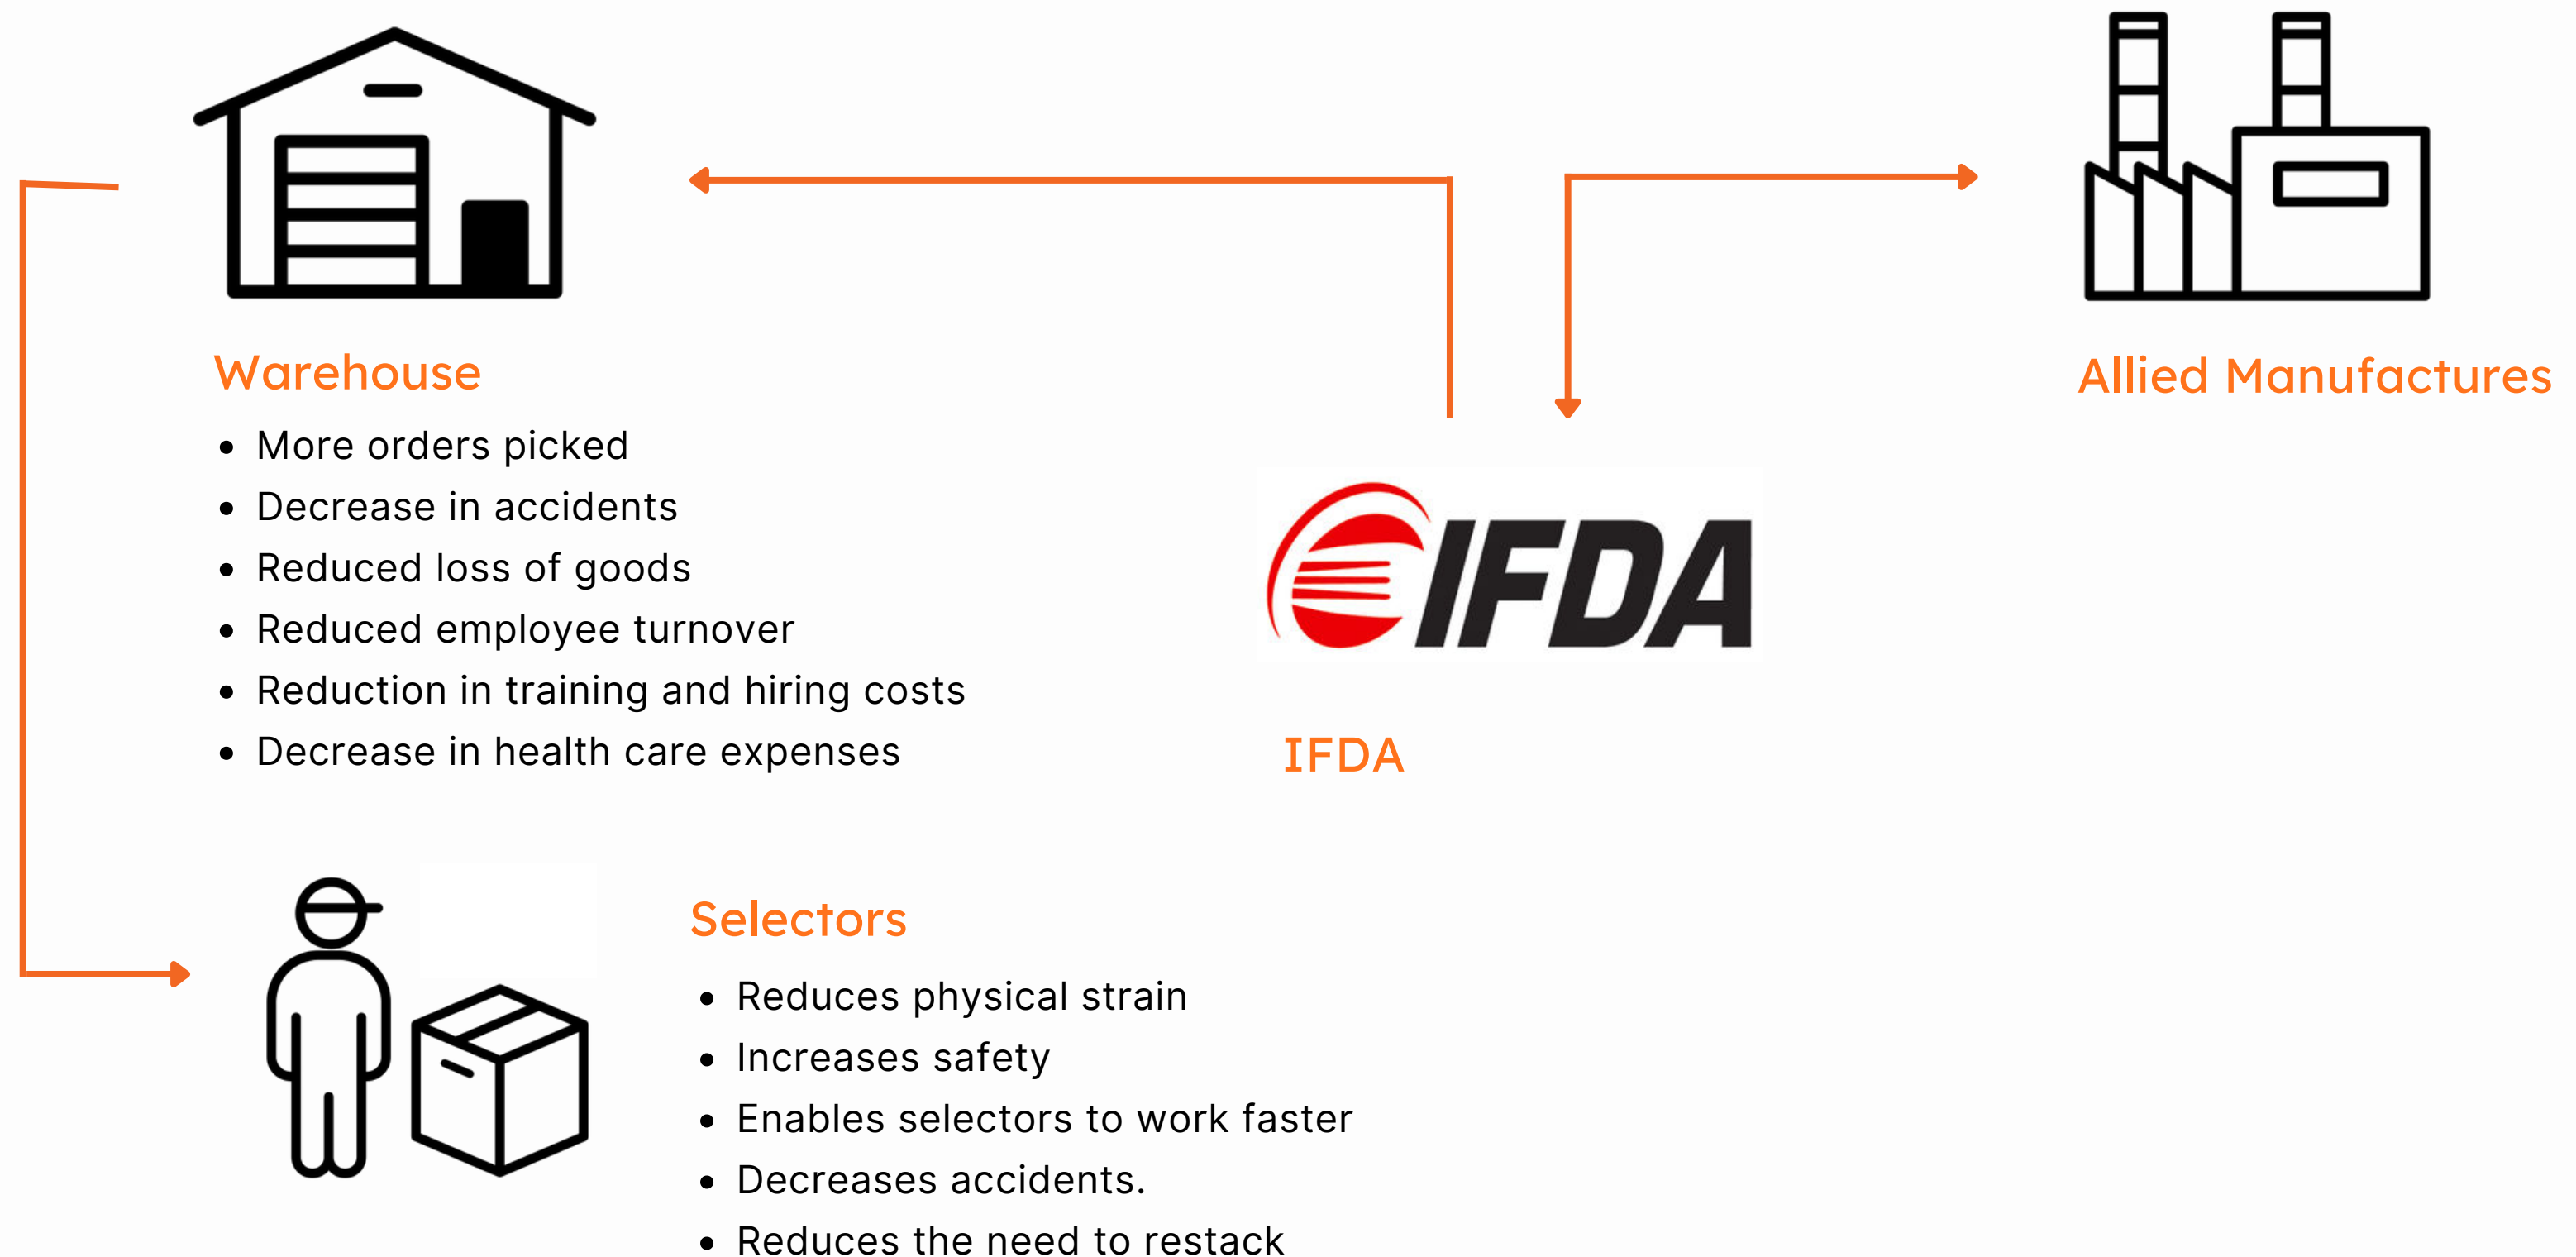 Warehouse
• More orders picked
• Decrease in accidents
• Reduced loss of goods
• Reduced employee turnover
• Reduction in training and hiring costs
• Decrease in health care expenses
Allied Manufactures
IFDA
IFDA
Selectors
• Reduces physical strain
• Increases safety
• Enables selectors to work faster
• Decreases accidents.
• Reduces the need to restack